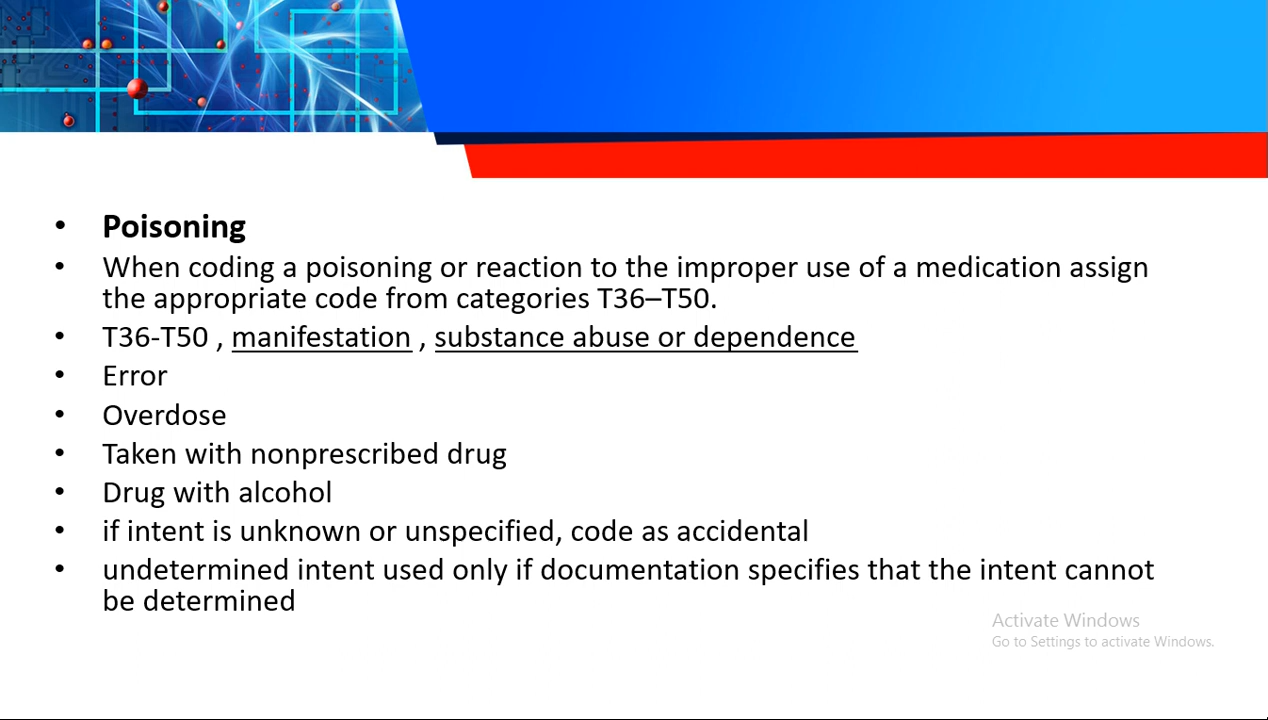 • Poisoning
• When coding a poisoning or reaction to the improper use of a medication assign
the appropriate code from categories T36–T50.
• T36-T50 , manifestation , substance abuse or dependence
• Error
• Overdose
• Taken with nonprescribed drug
• Drug with alcohol
• if intent is unknown or unspecified, code as accidental
• undetermined intent used only if documentation specifies that the intent cannot
be determined
Activate Windows
Go to Settings to activate Windows.